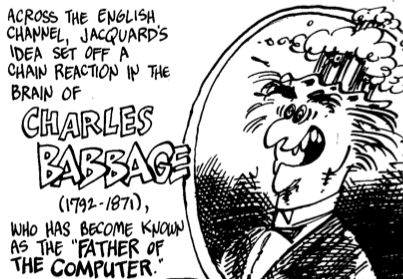 ACROSS THE ENGLISH
CHANNEL, JACQUARD'S
IDEA SET OFF A
CHAIN REACTION IN THE
BRAIN OF
CHARLES
BABBAGE
(1792-1871),
WHO HAS BECOME KNOWN
AS THE "FATHER OF
THE COMPUTER."